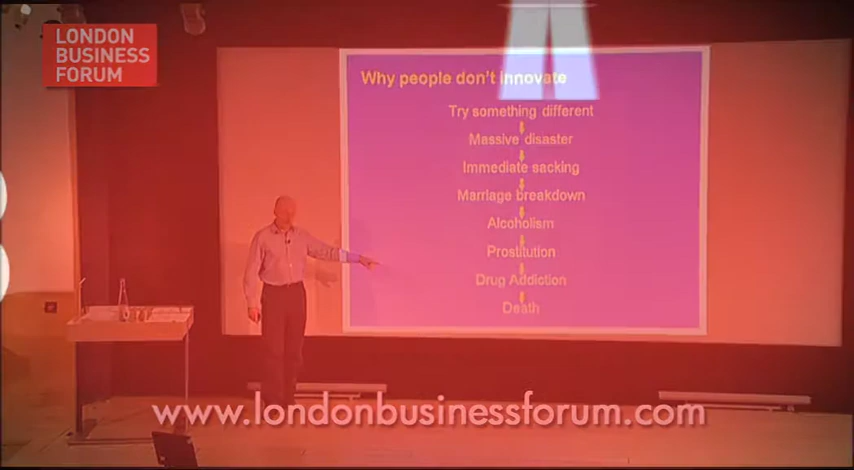 LONDON
BUSINESS
FORUM
Why people don't innovate
Try something different
Massive disaster
Immediate sacking
Marriage breakdown
Alcoholism
Prostitution
Drug Addiction
Death
www.londonbusinessforum.com